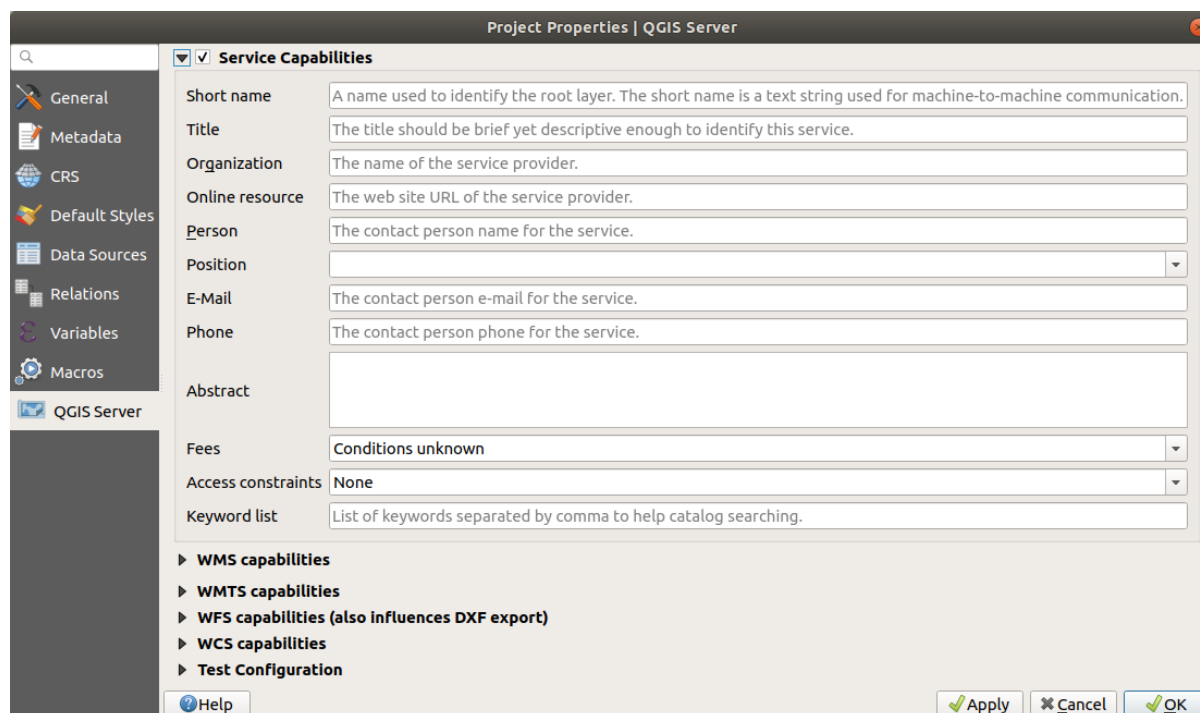 Project Properties | QGIS Server
General
Metadata
CRS
Default Styles
Data Sources
Relations
Variables
Macros
QGIS Server
Service Capabilities
Short name A name used to identify the root layer. The short name is a text string used for machine-to-machine communication.
Title The title should be brief yet descriptive enough to identify this service.
Organization The name of the service provider.
Online resource The web site URL of the service provider.
Person The contact person name for the service.
Position
E-Mail The contact person e-mail for the service.
Phone The contact person phone for the service.
Abstract
Fees Conditions unknown
Access constraints None
Keyword list List of keywords separated by comma to help catalog searching.
WMS capabilities
WMTS capabilities
WFS capabilities (also influences DXF export)
WCS capabilities
Test Configuration
Help Apply Cancel OK